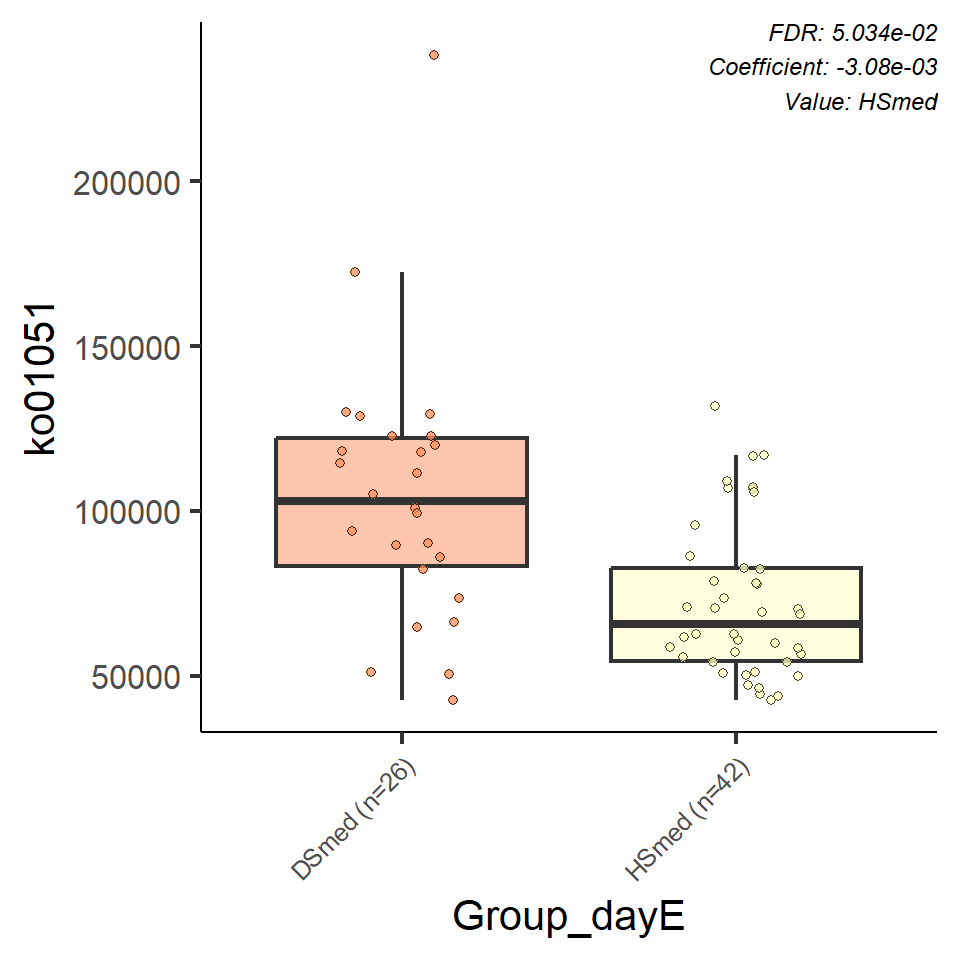 FDR: 5.034e-02
Coefficient: -3.08e-03
Value: HSmed
200000
150000
100000
50000
ko01051
DSmed (n=26)
HSmed (n=42)
Group_dayE